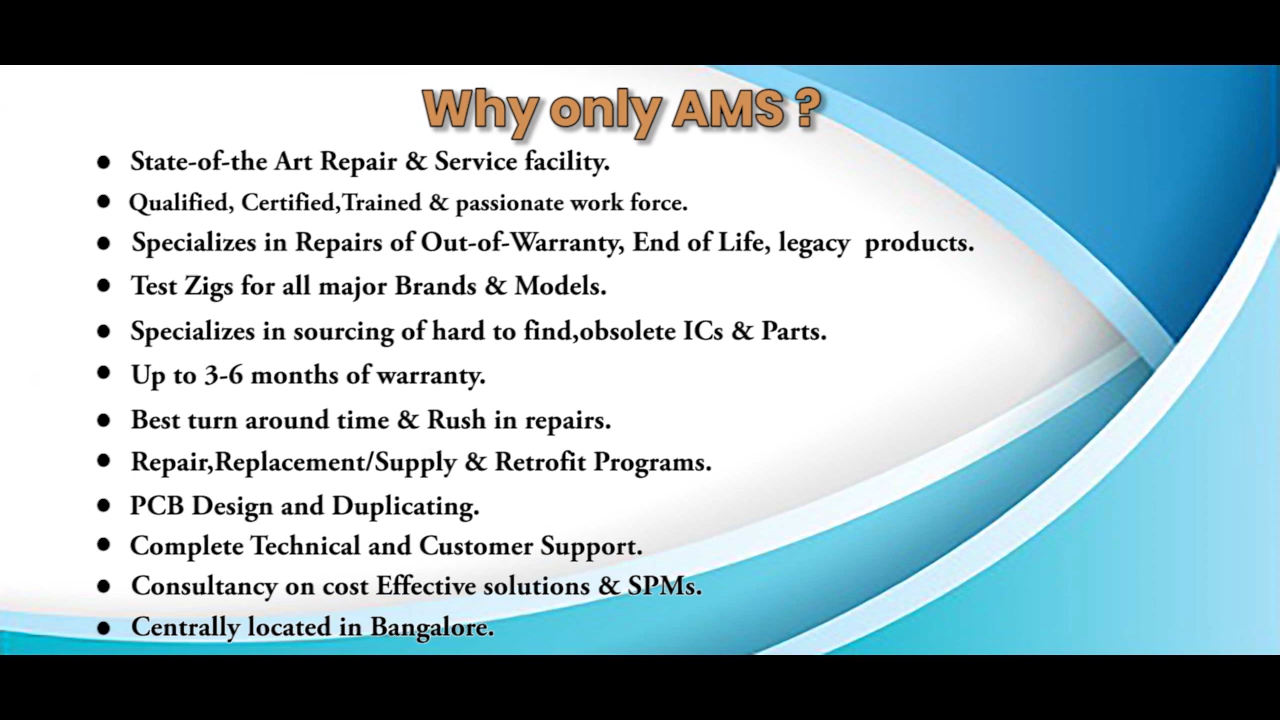 Why only AMS ?
● State-of-the Art Repair & Service facility.
● Qualified, Certified,Trained & passionate work force.
● Specializes in Repairs of Out-of-Warranty, End of Life, legacy  products.
● Test Zigs for all major Brands & Models.
● Specializes in sourcing of hard to find,obsolete ICs & Parts.
● Up to 3-6 months of warranty.
● Best turn around time & Rush in repairs.
● Repair,Replacement/Supply & Retrofit Programs.
● PCB Design and Duplicating.
● Complete Technical and Customer Support.
● Consultancy on cost Effective solutions & SPMs.
● Centrally located in Bangalore.